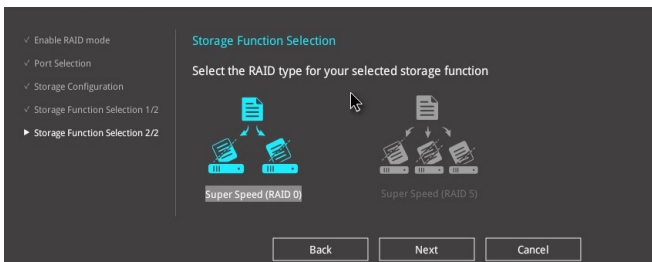 ✓ Enable RAID mode
✓ Port Selection
✓ Storage Configuration
✓ Storage Function Selection 1/2
▶ Storage Function Selection 2/2
Storage Function Selection
Select the RAID type for your selected storage function
Super Speed (RAID 0)
Super Speed (RAID 5)
Back
Next
Cancel